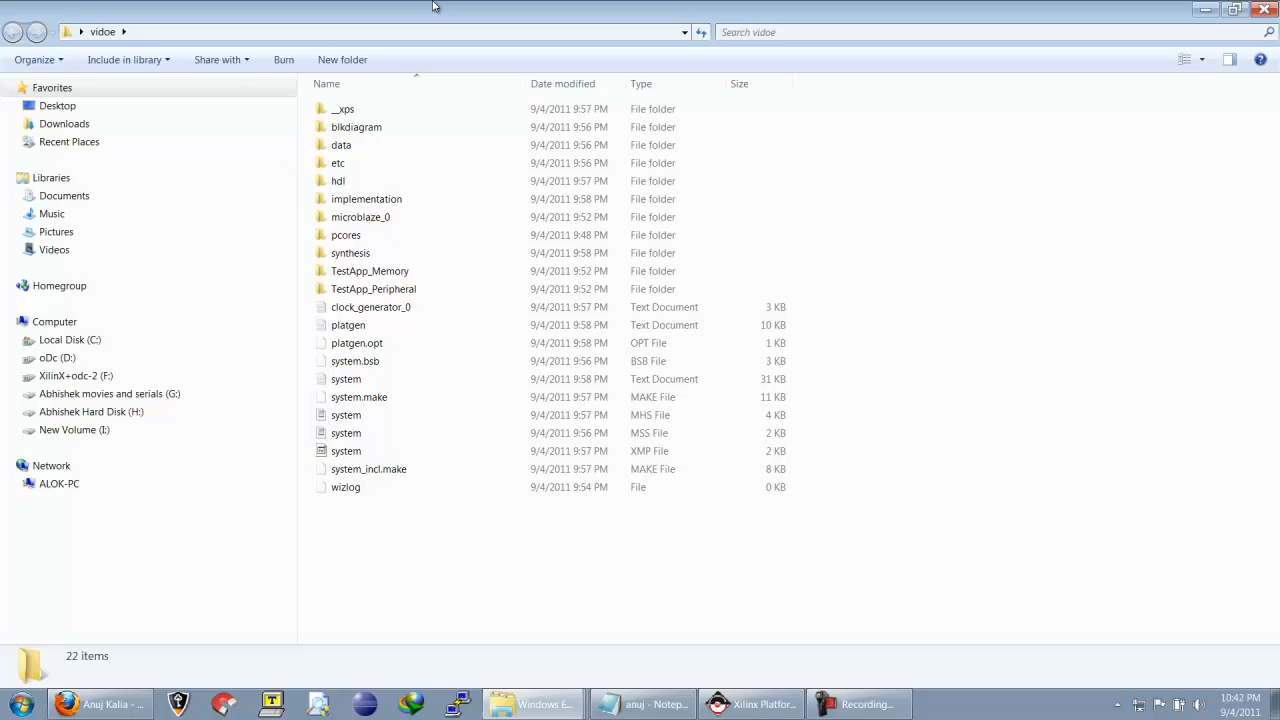 vidoe
Search vidoe
Organize Include in library Share with Burn New folder
Favorites
Desktop
Downloads
Recent Places
Libraries
Documents
Music
Pictures
Videos
Homegroup
Computer
Local Disk (C:)
oDc (D:)
XilinX+odc-2 (F:)
Abhishek movies and serials (G:)
Abhishek Hard Disk (H:)
New Volume (I:)
Network
ALOK-PC
Name Date modified Type Size
__xps 9/4/2011 9:57 PM File folder
blkdiagram 9/4/2011 9:56 PM File folder
data 9/4/2011 9:56 PM File folder
etc 9/4/2011 9:56 PM File folder
hdl 9/4/2011 9:57 PM File folder
implementation 9/4/2011 9:58 PM File folder
microblaze_0 9/4/2011 9:52 PM File folder
pcores 9/4/2011 9:48 PM File folder
synthesis 9/4/2011 9:58 PM File folder
TestApp_Memory 9/4/2011 9:52 PM File folder
TestApp_Peripheral 9/4/2011 9:52 PM File folder
clock_generator_0 9/4/2011 9:57 PM Text Document 3 KB
platgen 9/4/2011 9:58 PM Text Document 10 KB
platgen.opt 9/4/2011 9:58 PM OPT File 1 KB
system.bsb 9/4/2011 9:56 PM BSB File 3 KB
system 9/4/2011 9:58 PM Text Document 31 KB
system.make 9/4/2011 9:57 PM MAKE File 11 KB
system 9/4/2011 9:57 PM MHS File 4 KB
system 9/4/2011 9:56 PM MSS File 2 KB
system 9/4/2011 9:57 PM XMP File 2 KB
system_incl.make 9/4/2011 9:57 PM MAKE File 8 KB
wizlog 9/4/2011 9:54 PM File 0 KB
22 items
Anuj Kalia - ... Windows E... anuj - Notep... Xilinx Platfor... Recording...
10:42 PM
9/4/2011